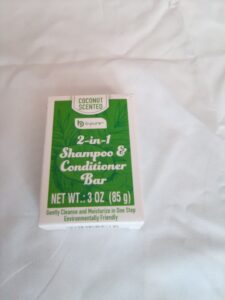 COCONUT
SCENTED
2-in-1
Shampoo &
Conditioner
Bar
NET WT.: 3 OZ (85 g)
Gently Cleanse and Moisturize in One Step
Environmentally Friendly